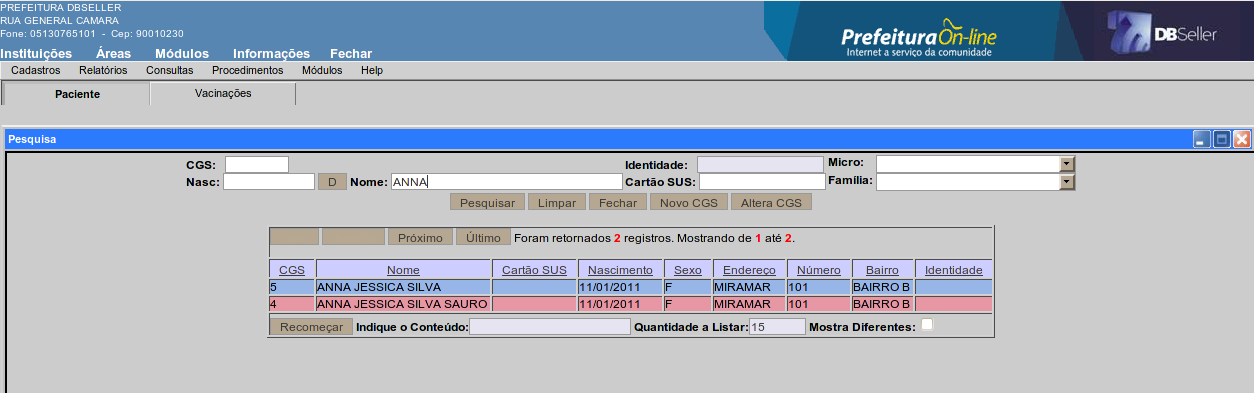 PREFEITURA DBSELLER
RUA GENERAL CAMARA
Fone: 05130765101 - Cep: 90010230
Prefeitura On-line
Internet a serviço da comunidade
DBSeller
Instituições Áreas Módulos Informações Fechar
Cadastros Relatórios Consultas Procedimentos Módulos Help
Paciente Vacinações
Pesquisa
CGS: Identidade: Micro:
Nasc: D Nome: ANNA Cartão SUS: Família:
Pesquisar Limpar Fechar Novo CGS Altera CGS
Próximo Último Foram retornados 2 registros. Mostrando de 1 até 2.
CGS Nome Cartão SUS Nascimento Sexo Endereço Número Bairro Identidade
5 ANNA JESSICA SILVA 11/01/2011 F MIRAMAR 101 BAIRRO B
4 ANNA JESSICA SILVA SAURO 11/01/2011 F MIRAMAR 101 BAIRRO B
Recomeçar Indique o Conteúdo: Quantidade a Listar: 15 Mostra Diferentes: